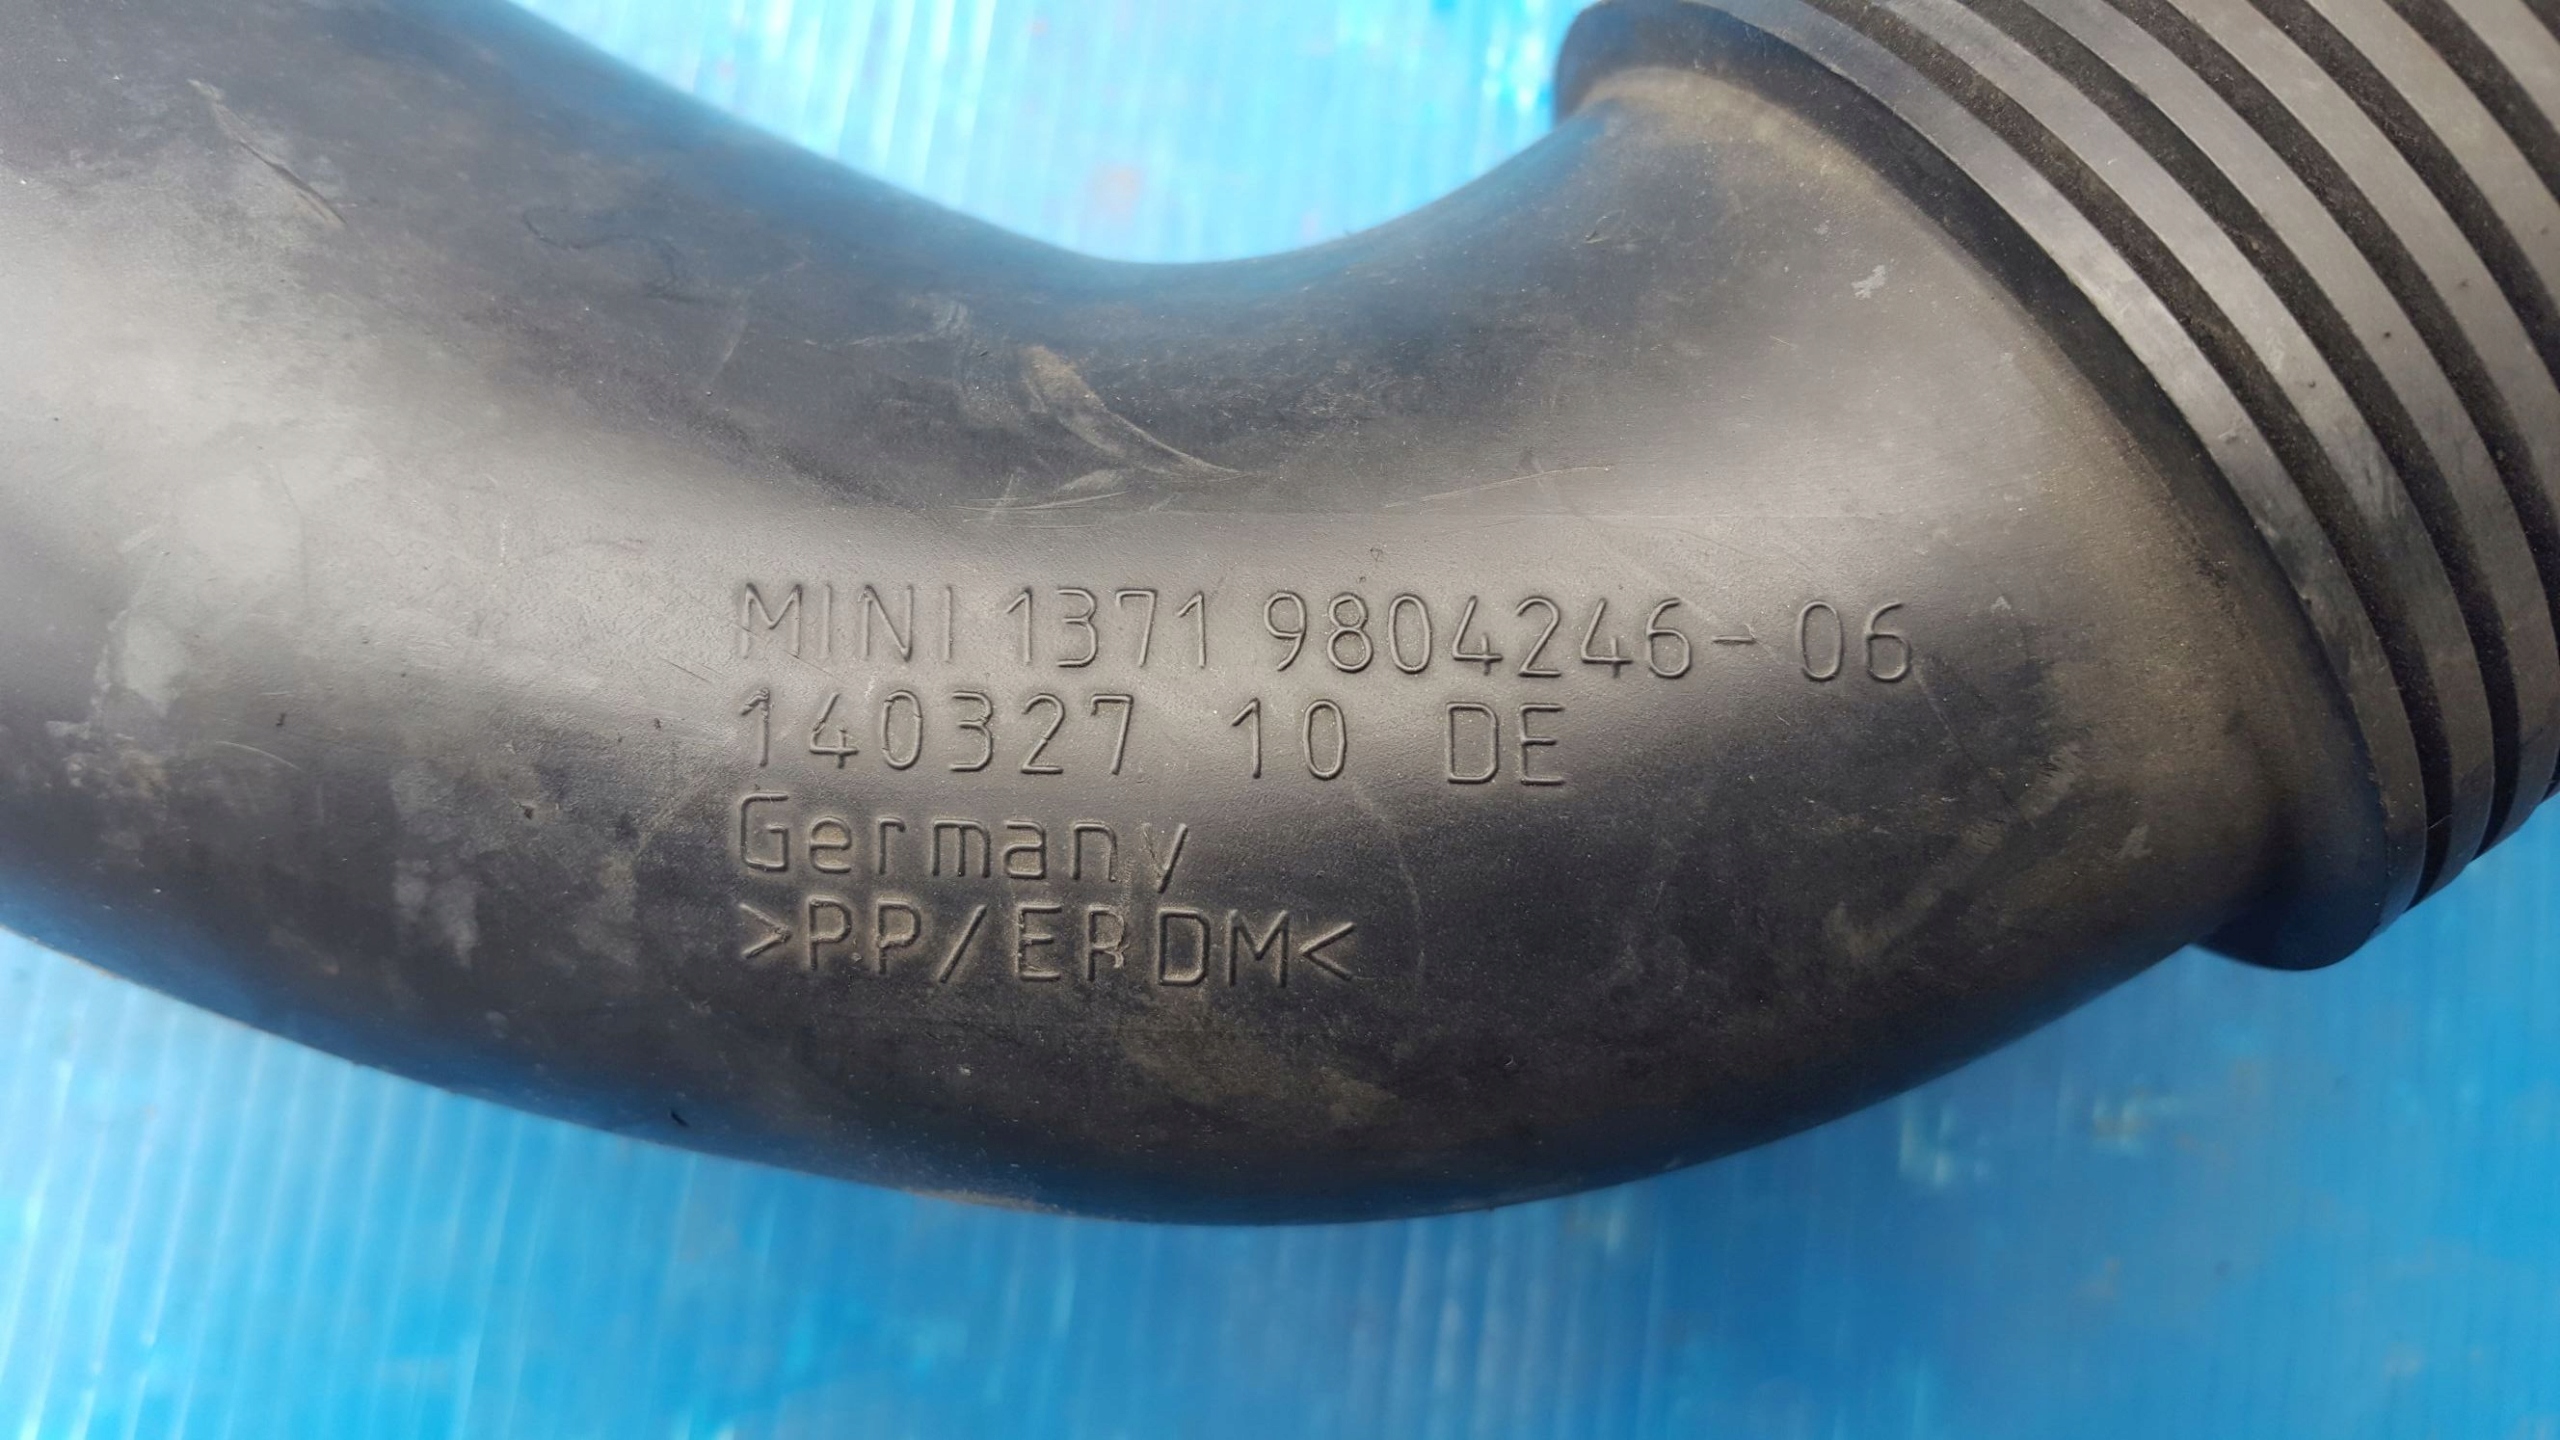 MINI 1371 9804246-06
140327 10 DE
Germany
>PP/EPDM<